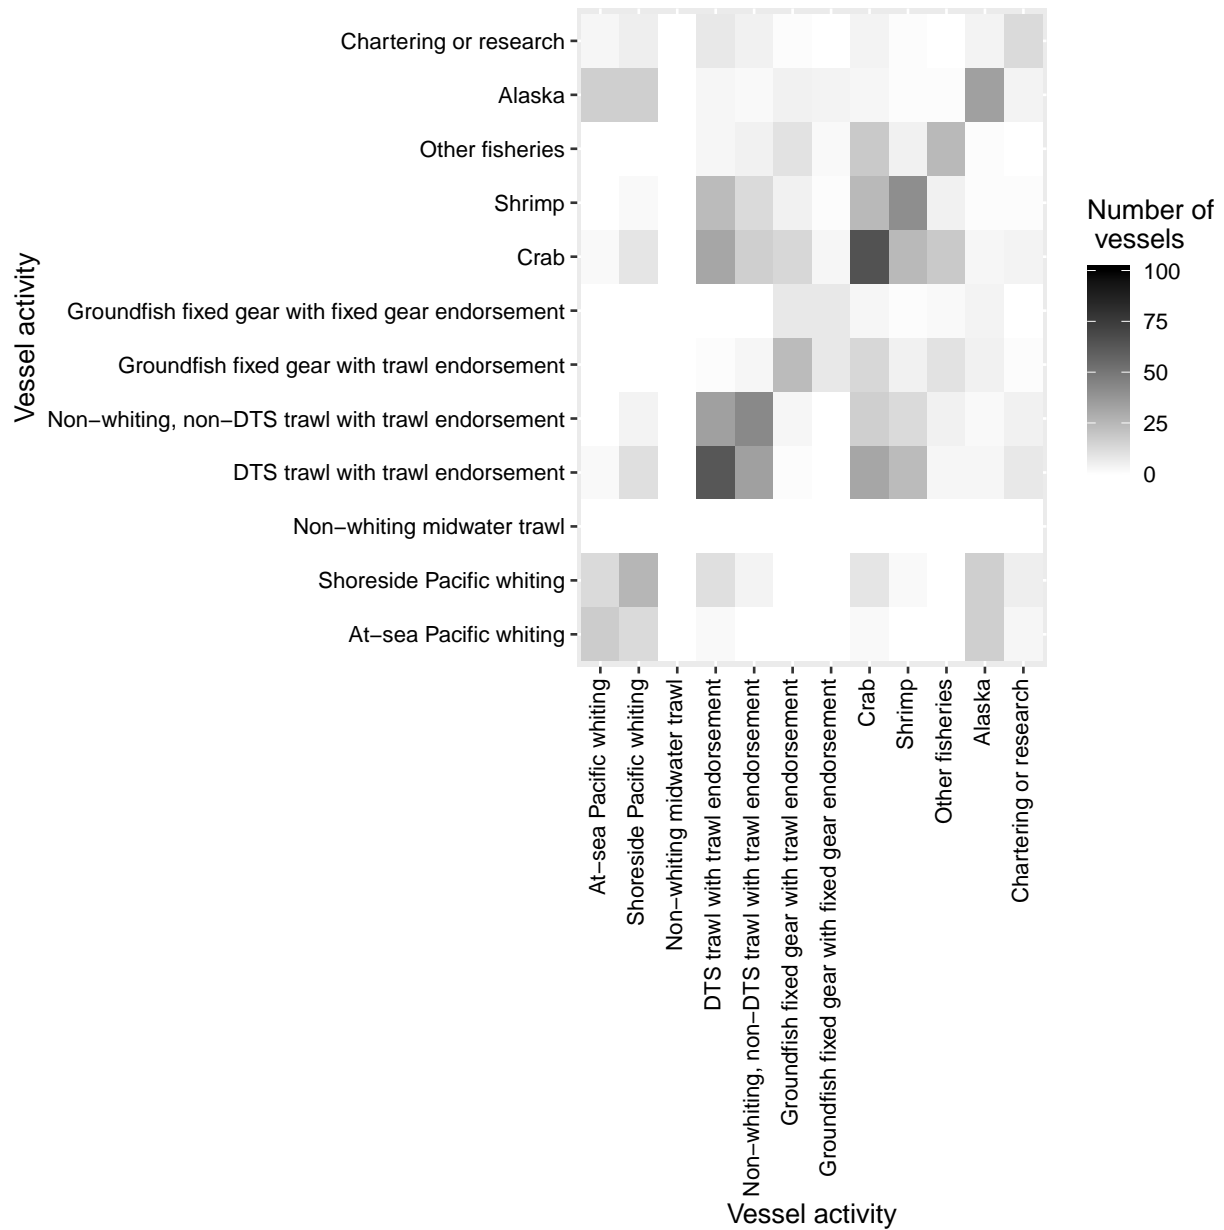 Chartering or research
Alaska
Other fisheries
Shrimp
Crab
Groundfish fixed gear with fixed gear endorsement
Groundfish fixed gear with trawl endorsement
Non−whiting, non−DTS trawl with trawl endorsement
DTS trawl with trawl endorsement
Non−whiting midwater trawl
Shoreside Pacific whiting
At−sea Pacific whiting
Vessel activity
At−sea Pacific whiting
Shoreside Pacific whiting
Non−whiting midwater trawl
DTS trawl with trawl endorsement
Non−whiting, non−DTS trawl with trawl endorsement
Groundfish fixed gear with trawl endorsement
Groundfish fixed gear with fixed gear endorsement
Crab
Shrimp
Other fisheries
Alaska
Chartering or research
Vessel activity
Number of
vessels
100
75
50
25
0